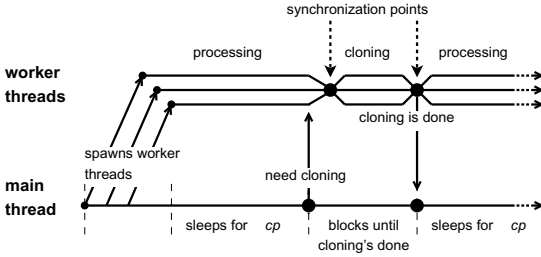 synchronization points
processing
cloning
processing
worker
threads
cloning is done
spawns worker
threads
need cloning
main
thread
sleeps for cp
blocks until
cloning's done
sleeps for cp